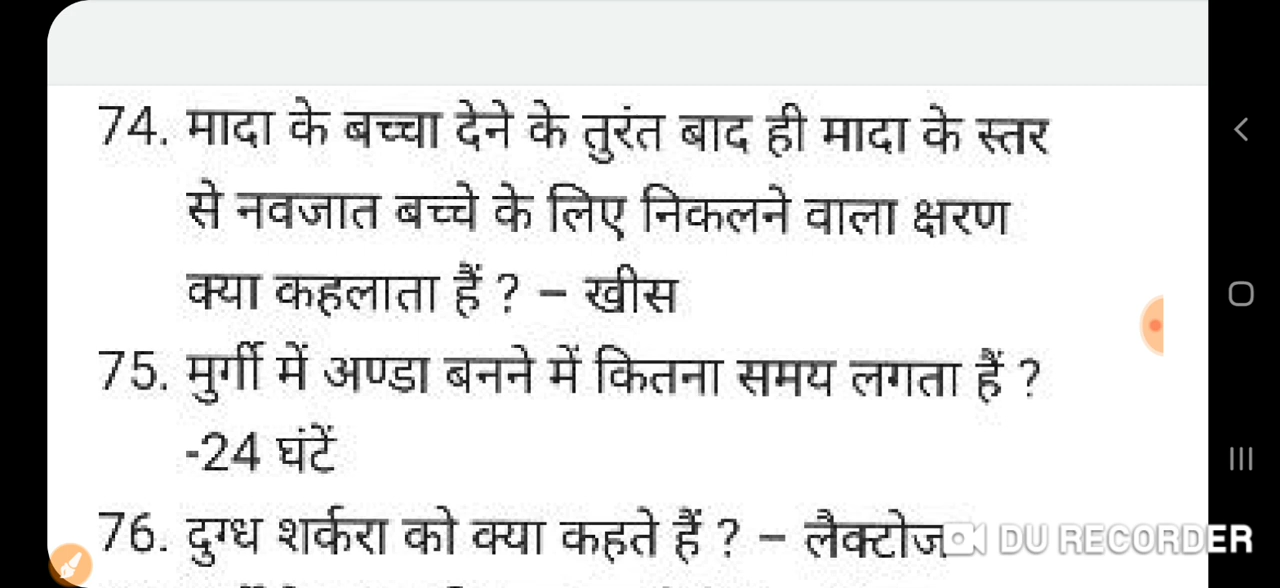 74. मादा के बच्चा देने के तुरंत बाद ही मादा के स्तर
से नवजात बच्चे के लिए निकलने वाला क्षरण
क्या कहलाता हैं ? – खीस
75. मुर्गी में अण्डा बनने में कितना समय लगता हैं ?
-24 घंटें
76. दुग्ध शर्करा को क्या कहते हैं ? – लैक्टोज
DU RECORDER